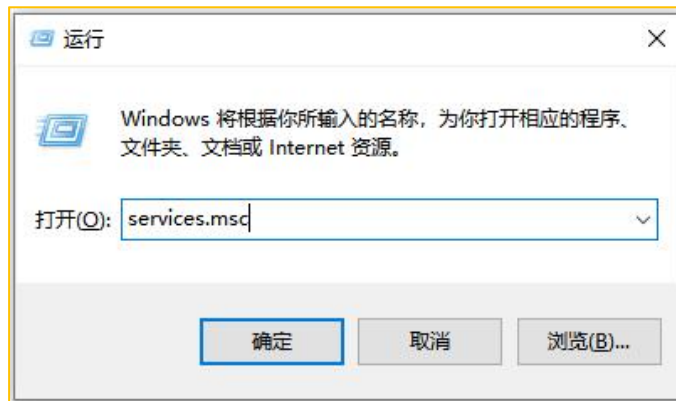 运行
Windows 将根据你所输入的名称，为你打开相应的程序、
文件夹、文档或 Internet 资源。
打开(O): services.msc
确定 取消 浏览(B)...